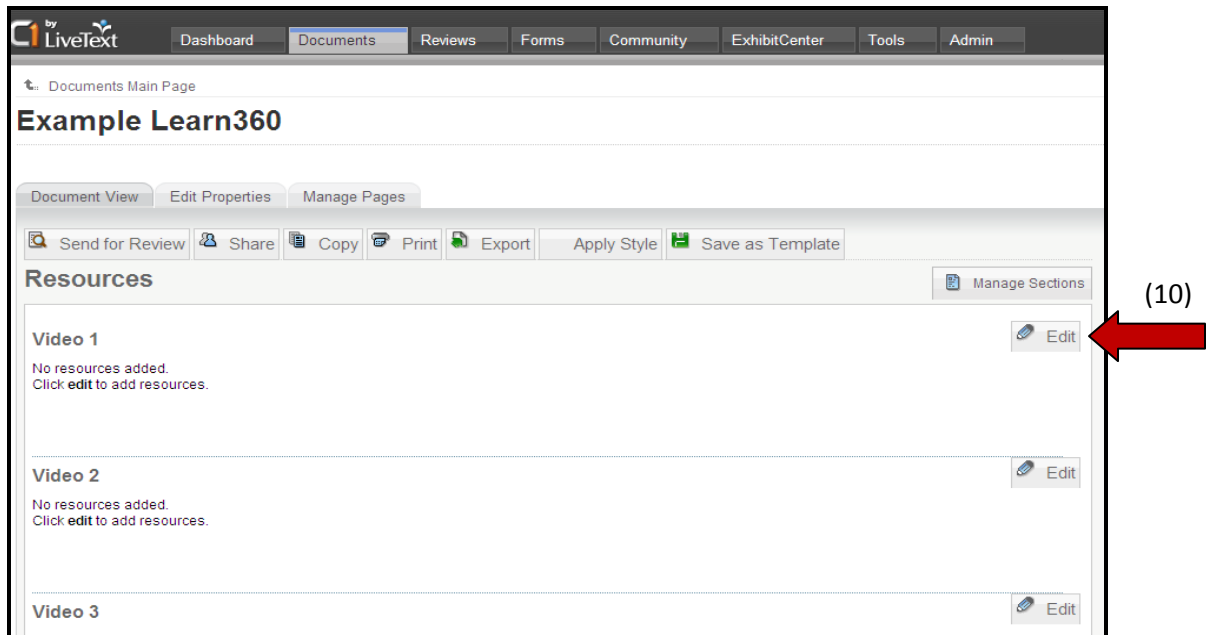 C1 by LiveText
Dashboard Documents Reviews Forms Community ExhibitCenter Tools Admin
Documents Main Page
Example Learn360
Document View Edit Properties Manage Pages
Send for Review Share Copy Print Export Apply Style Save as Template
Resources Manage Sections
(10)
Video 1 Edit
No resources added.
Click edit to add resources.
Video 2 Edit
No resources added.
Click edit to add resources.
Video 3 Edit